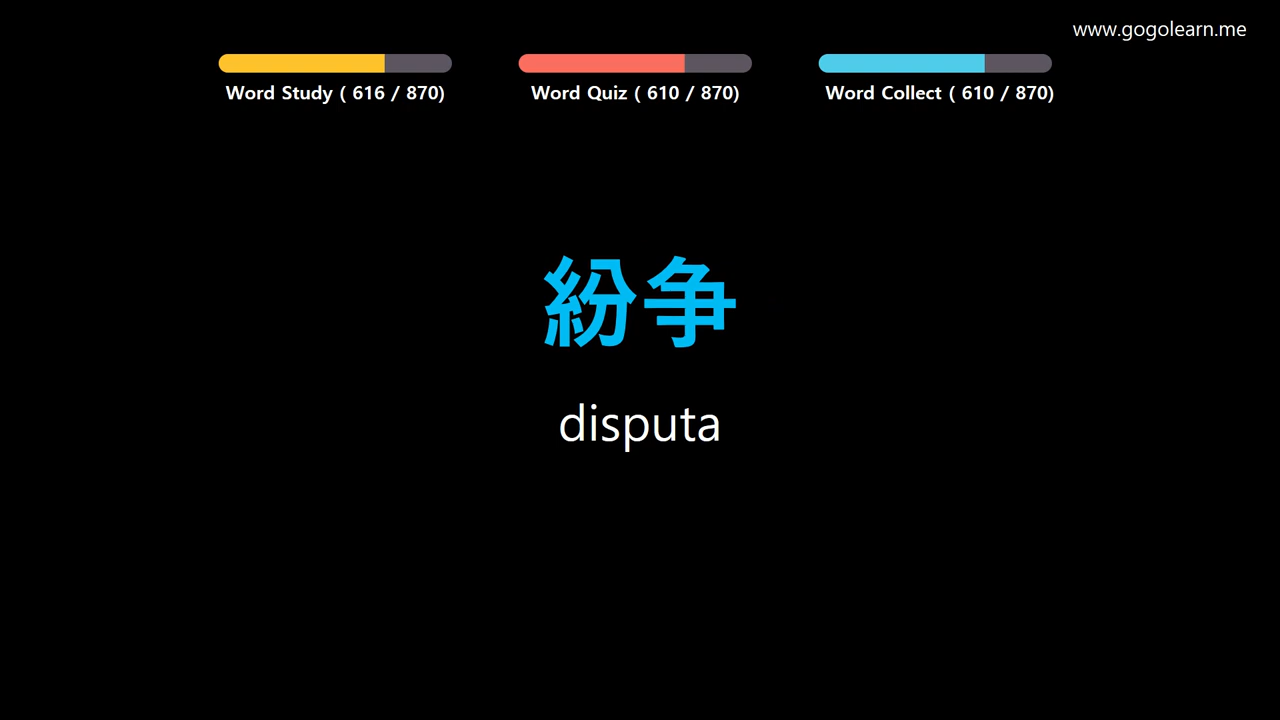 www.gogolearn.me
Word Study ( 616 / 870)
Word Quiz ( 610 / 870)
Word Collect ( 610 / 870)
紛争
disputa